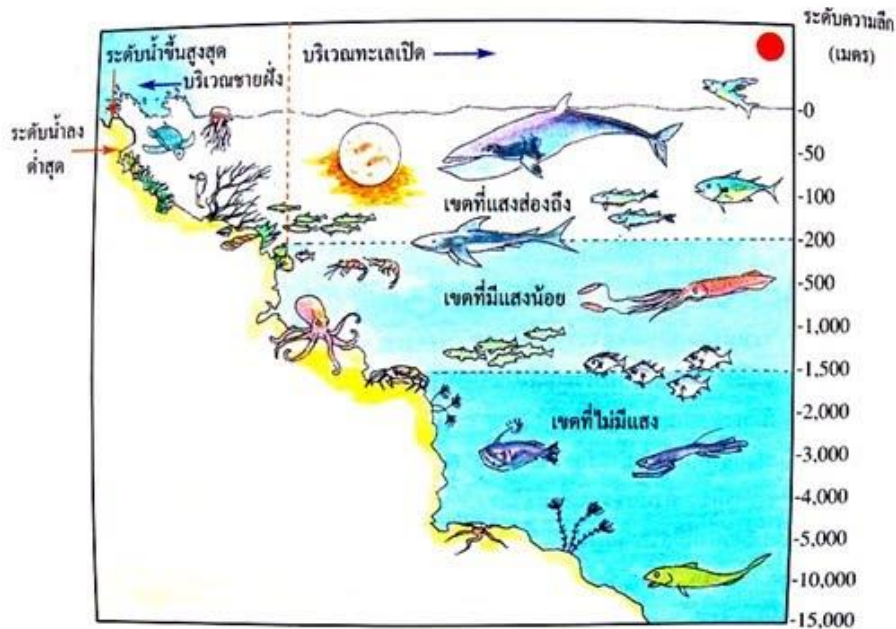 ระดับความลึก
(เมตร)
ระดับน้ำขึ้นสูงสุด
บริเวณทะเลเปิด
บริเวณชายฝั่ง
ระดับน้ำลง
ต่ำสุด
-0
-50
-100
-200
-500
-1,000
-1,500
-2,000
-3,000
-4,000
-5,000
-10,000
-15,000
เขตที่แสงส่องถึง
เขตที่มีแสงน้อย
เขตที่ไม่มีแสง